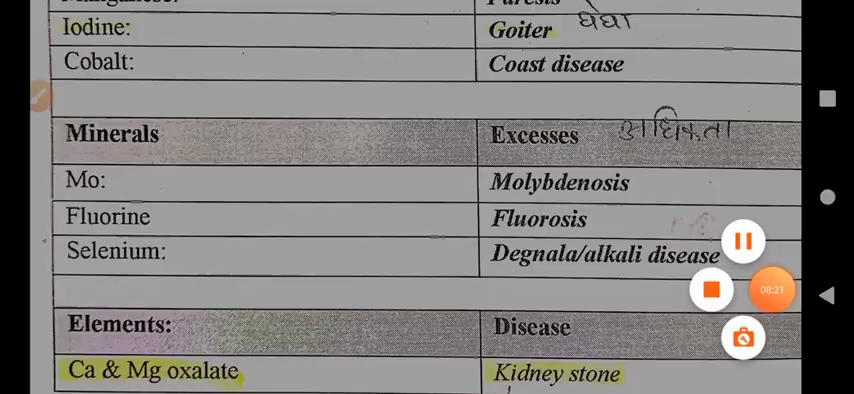 Iodine: Goiter घेघा
Cobalt: Coast disease
Minerals Excesses अधिकता
Mo: Molybdenosis
Fluorine Fluorosis
Selenium: Degnala/alkali disease
08:21
Elements: Disease
Ca & Mg oxalate Kidney stone